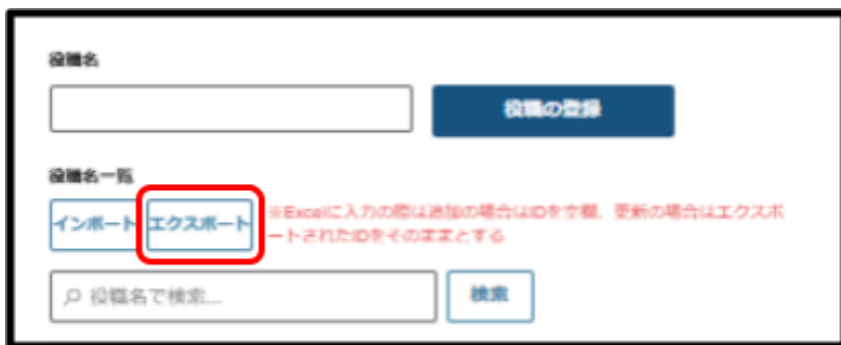 役職名
役職の登録
役職名一覧
インポート エクスポート ※Excelに入力の際は追加の場合はIDを空欄、更新の場合はエクスポ
ートされたIDをそのままとする
役職名で検索... 検索